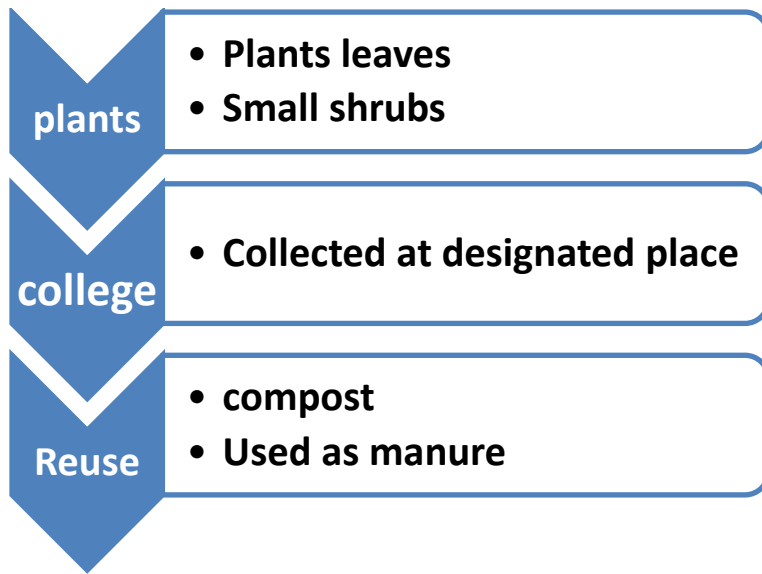 plants
• Plants leaves
• Small shrubs
college
• Collected at designated place
Reuse
• compost
• Used as manure